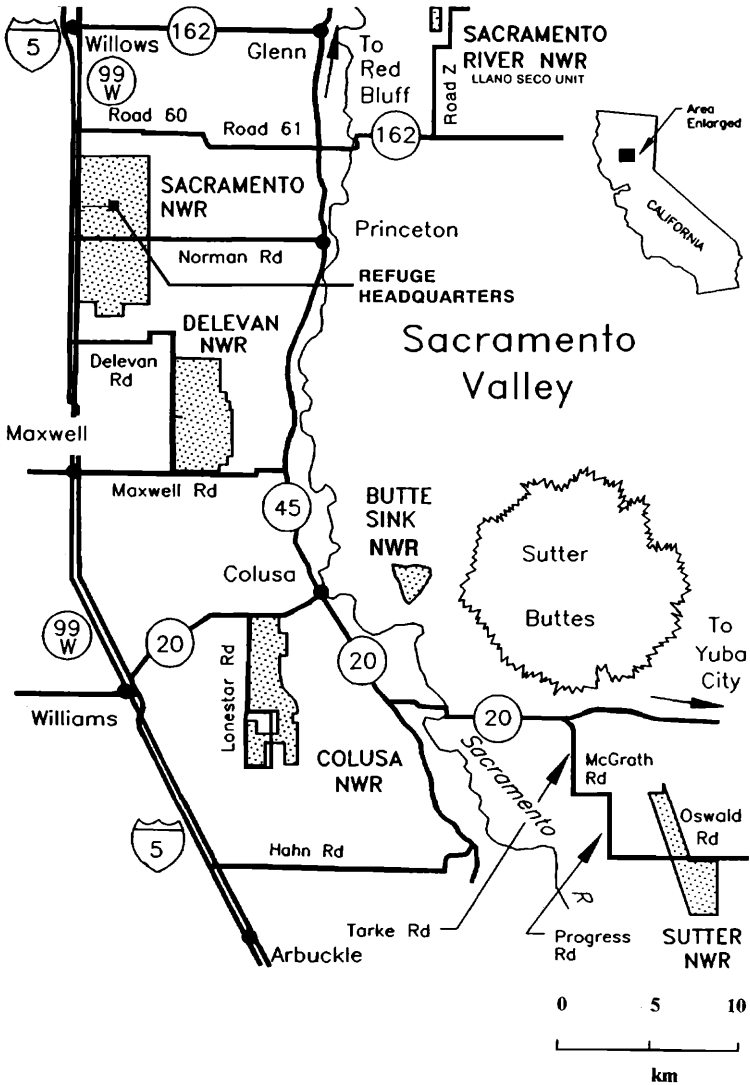 5
Willows
162
Glenn
To
Red
Bluff
SACRAMENTO
RIVER NWR
LLANO SECO UNIT
Road Z
99
W
Road 60
Road 61
162
Area
Enlarged
CALIFORNIA
SACRAMENTO
NWR
Princeton
Norman Rd
REFUGE
HEADQUARTERS
DELEVAN
NWR
Delevan
Rd
Sacramento
Valley
Maxwell
Maxwell Rd
45
BUTTE
SINK
NWR
Sutter
Buttes
Colusa
99
W
20
Lonestar Rd
20
To
Yuba
City
Williams
20
COLUSA
NWR
Sacramento
R
McGrath
Rd
Oswald
Rd
5
Hahn Rd
Tarke Rd
Progress
Rd
SUTTER
NWR
Arbuckle
0 5 10
km